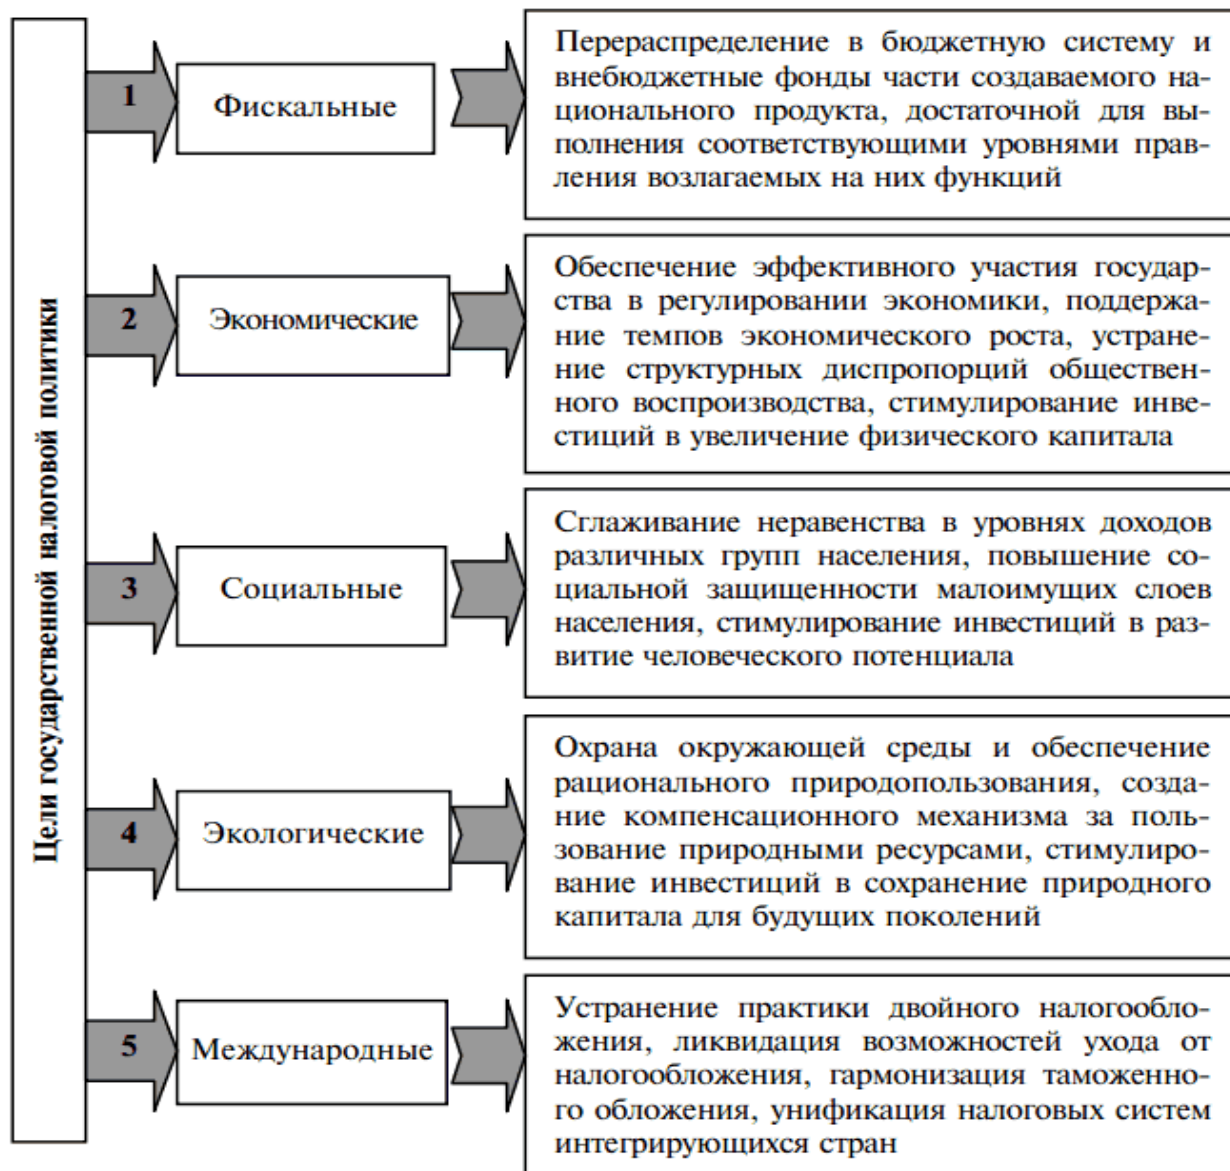 Цели государственной налоговой политики
1
Фискальные
Перераспределение в бюджетную систему и
внебюджетные фонды части создаваемого на-
ционального продукта, достаточной для вы-
полнения соответствующими уровнями прав-
ления возлагаемых на них функций
2
Экономические
Обеспечение эффективного участия государ-
ства в регулировании экономики, поддержа-
ние темпов экономического роста, устране-
ние структурных диспропорций обществен-
ного воспроизводства, стимулирование инве-
стиций в увеличение физического капитала
3
Социальные
Сглаживание неравенства в уровнях доходов
различных групп населения, повышение со-
циальной защищенности малоимущих слоев
населения, стимулирование инвестиций в раз-
витие человеческого потенциала
4
Экологические
Охрана окружающей среды и обеспечение
рационального природопользования, созда-
ние компенсационного механизма за поль-
зование природными ресурсами, стимулиро-
вание инвестиций в сохранение природного
капитала для будущих поколений
5
Международные
Устранение практики двойного налогообло-
жения, ликвидация возможностей ухода от
налогообложения, гармонизация таможенно-
го обложения, унификация налоговых систем
интегрирующихся стран